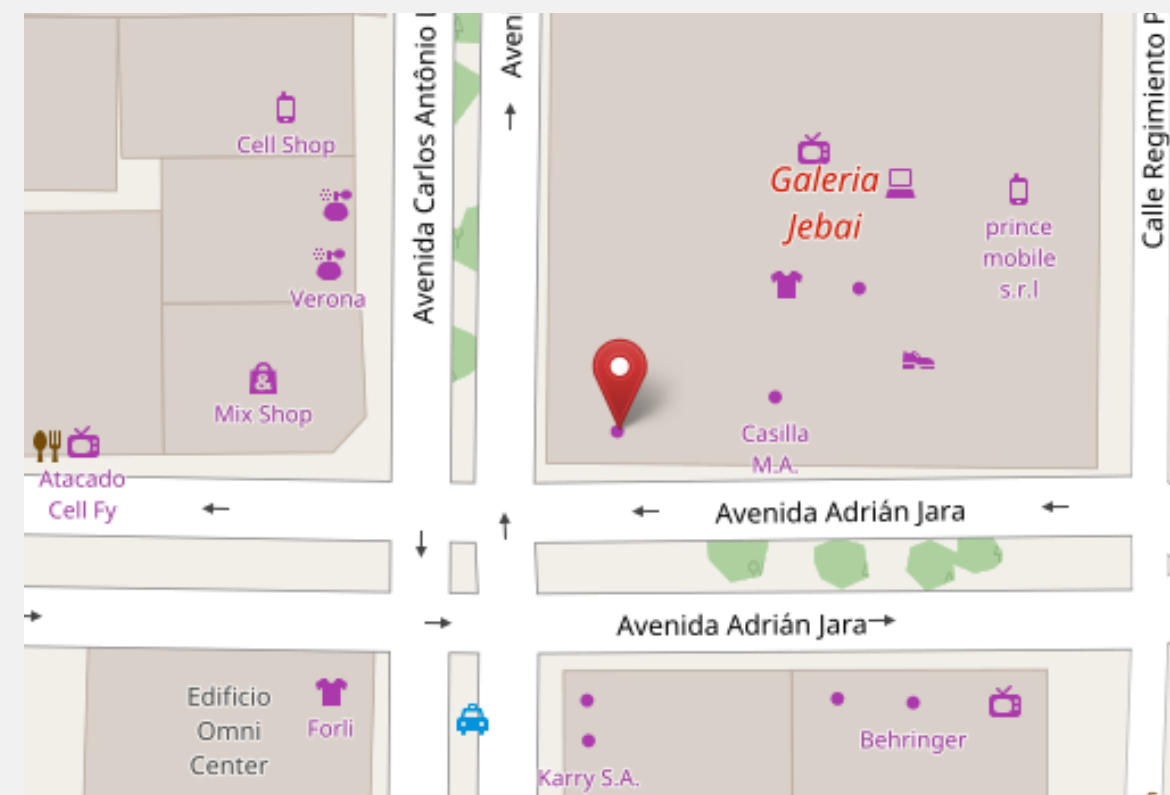 Avenida Carlos Antônio
Aven
Calle Regimiento P
Cell Shop
Galeria
Jebai
prince
mobile
s.r.l
Verona
Mix Shop
Casilla
M.A.
Atacado
Cell Fy
Avenida Adrián Jara
Avenida Adrián Jara
Edificio
Omni
Center
Forli
Behringer
Karry S.A.